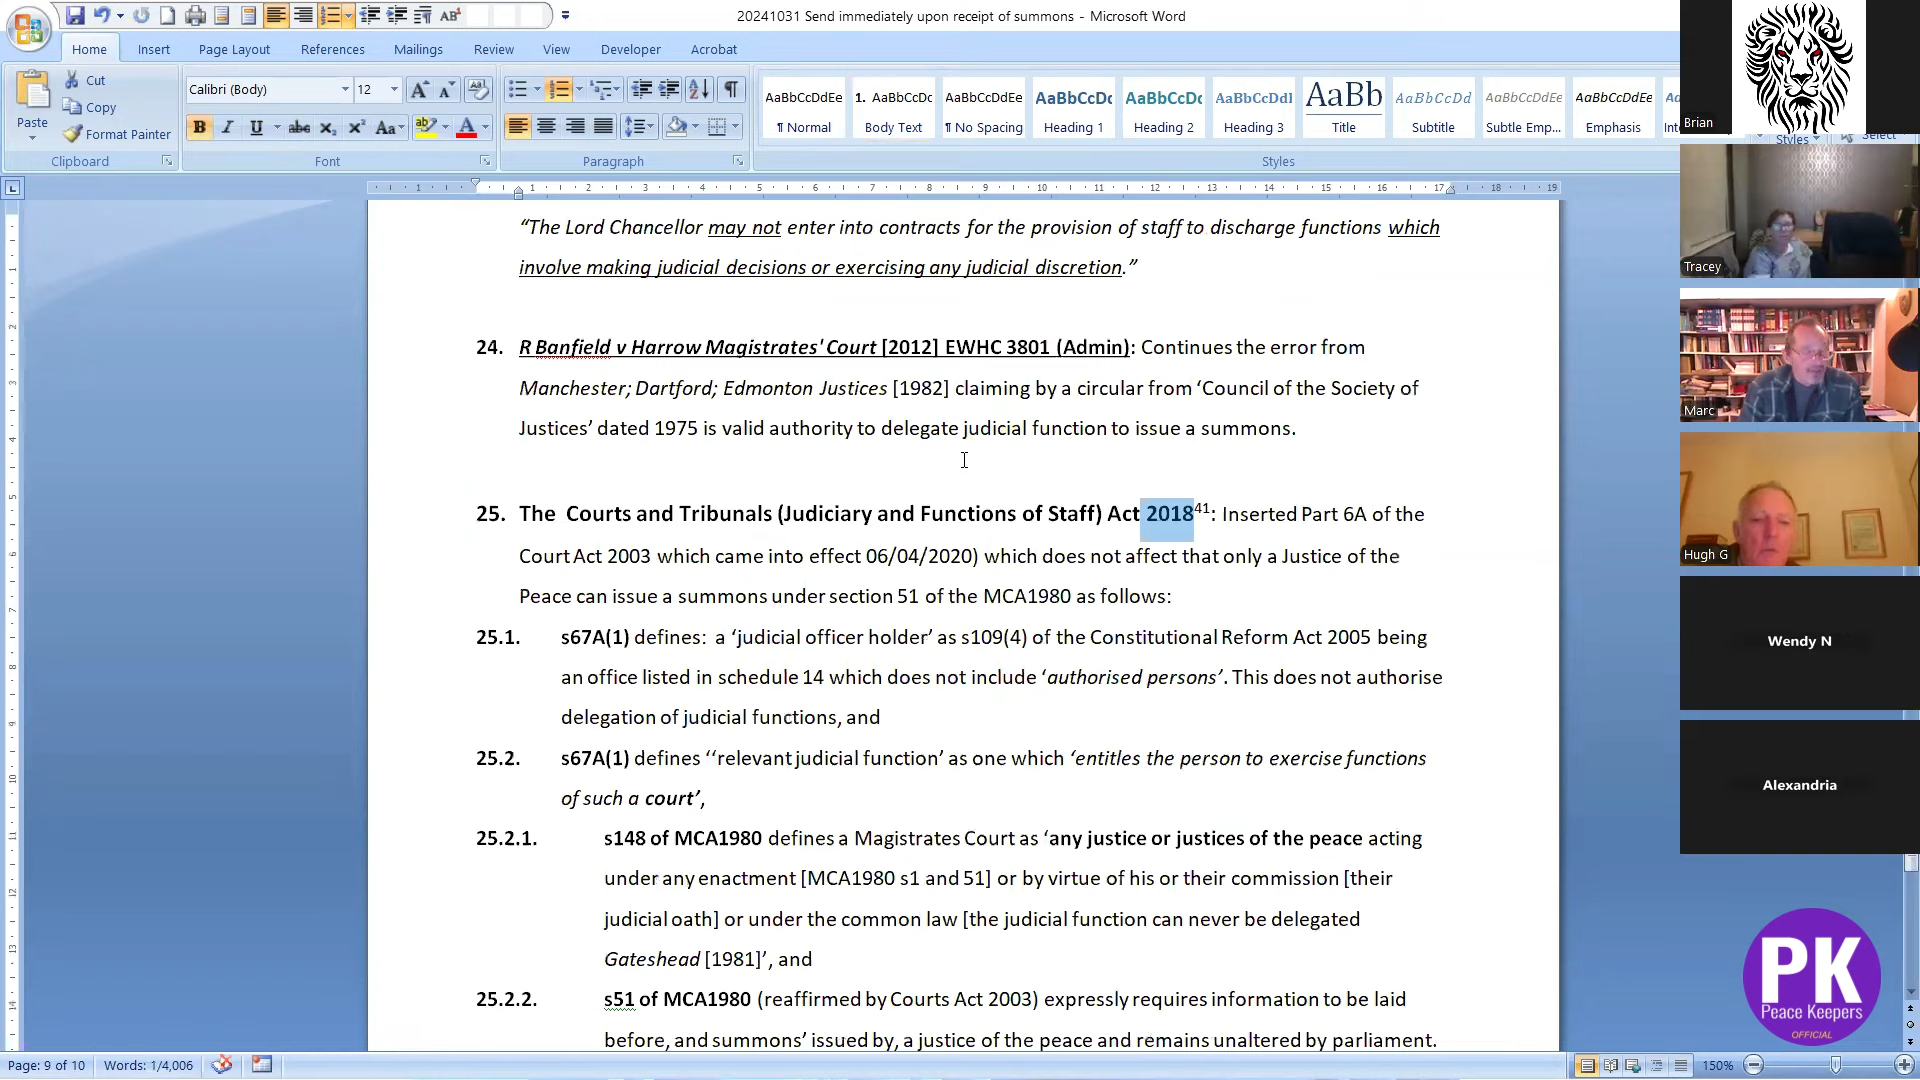 20241031 Send immediately upon receipt of summons - Microsoft Word
Home Insert Page Layout References Mailings Review View Developer Acrobat
Paste
Cut
Copy
Format Painter
Clipboard
Calibri (Body) 12
Font
Paragraph
AaBbCcDdEe 1. AaBbCcDc AaBbCcDdEe AaBbCcDc AaBbCcDc AaBbCcDdI AaBb AaBbCcDd AaBbCcDdEe AaBbCcDdEe
¶ Normal Body Text ¶ No Spacing Heading 1 Heading 2 Heading 3 Title Subtitle Subtle Emp... Emphasis
Styles
Styles
Select
“The Lord Chancellor may not enter into contracts for the provision of staff to discharge functions which
involve making judicial decisions or exercising any judicial discretion.”
24. R Banfield v Harrow Magistrates' Court [2012] EWHC 3801 (Admin): Continues the error from
Manchester; Dartford; Edmonton Justices [1982] claiming by a circular from ‘Council of the Society of
Justices’ dated 1975 is valid authority to delegate judicial function to issue a summons.
25. The Courts and Tribunals (Judiciary and Functions of Staff) Act 2018⁴¹: Inserted Part 6A of the
Court Act 2003 which came into effect 06/04/2020) which does not affect that only a Justice of the
Peace can issue a summons under section 51 of the MCA1980 as follows:
25.1. s67A(1) defines: a ‘judicial officer holder’ as s109(4) of the Constitutional Reform Act 2005 being
an office listed in schedule 14 which does not include ‘authorised persons’. This does not authorise
delegation of judicial functions, and
25.2. s67A(1) defines ‘‘relevant judicial function’ as one which ‘entitles the person to exercise functions
of such a court’,
25.2.1. s148 of MCA1980 defines a Magistrates Court as ‘any justice or justices of the peace acting
under any enactment [MCA1980 s1 and 51] or by virtue of his or their commission [their
judicial oath] or under the common law [the judicial function can never be delegated
Gateshead [1981]’, and
25.2.2. s51 of MCA1980 (reaffirmed by Courts Act 2003) expressly requires information to be laid
before, and summons’ issued by, a justice of the peace and remains unaltered by parliament.
Page: 9 of 10 Words: 1/4,006
150%
Brian
Tracey
Marc
Hugh G
Wendy N
Alexandria
PK
Peace Keepers
OFFICIAL